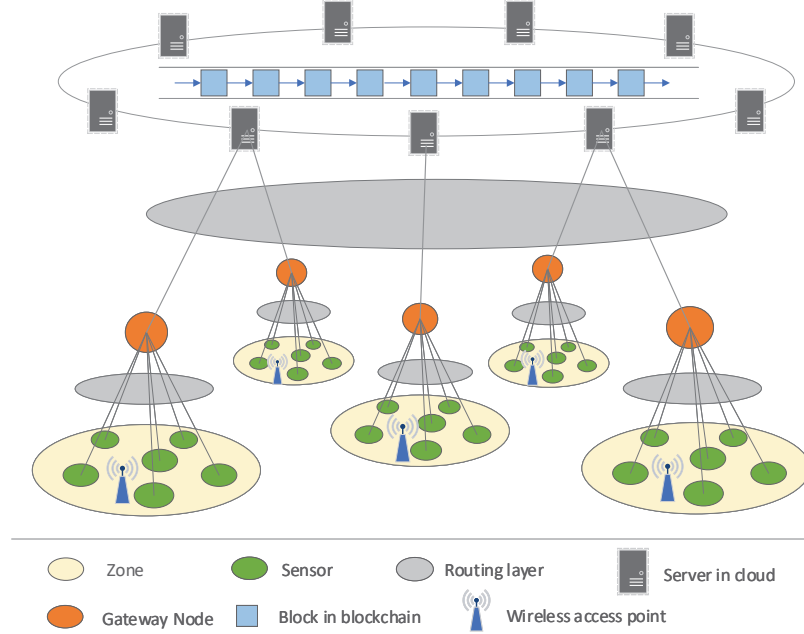 Zone
Sensor
Routing layer
Server in cloud
Gateway Node
Block in blockchain
Wireless access point